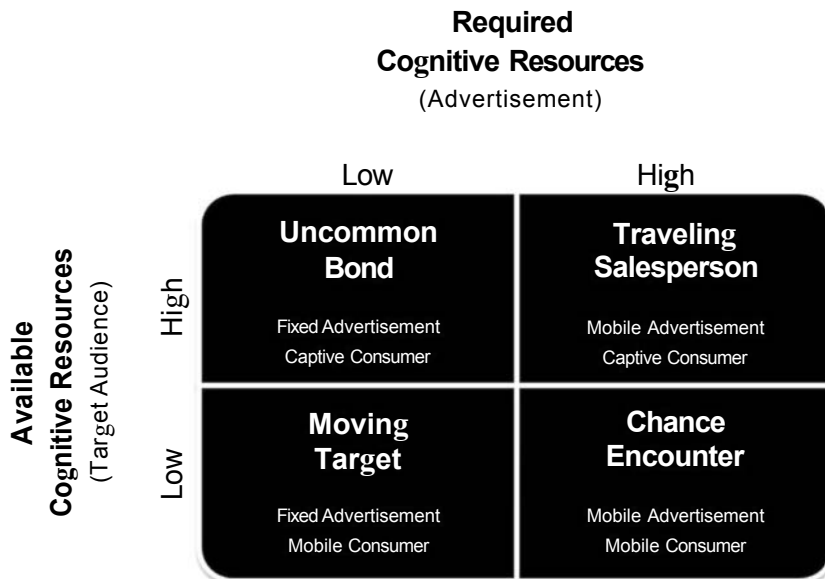 Required
Cognitive Resources
(Advertisement)
Low High
Available
Cognitive Resources
(Target Audience)
High
Uncommon
Bond
Fixed Advertisement
Captive Consumer
Traveling
Salesperson
Mobile Advertisement
Captive Consumer
Low
Moving
Target
Fixed Advertisement
Mobile Consumer
Chance
Encounter
Mobile Advertisement
Mobile Consumer